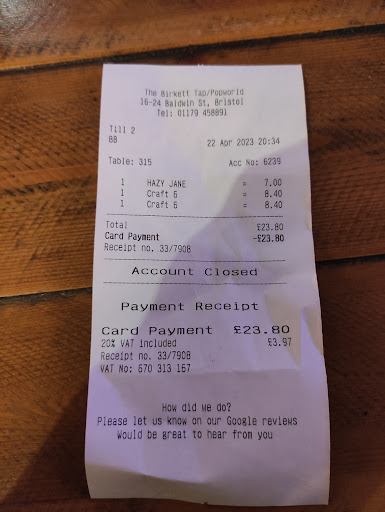 The Birkett Tap/Popworld
16-24 Baldwin St, Bristol
Tel: 01179 458891
Till 2
BB 22 Apr 2023 20:34
Table: 315 Acc No: 6239
1 HAZY JANE = 7.00
1 Craft 6 = 8.40
1 Craft 6 = 8.40
Total £23.80
Card Payment -£23.80
Receipt no. 33/7908
Account Closed
Payment Receipt
Card Payment £23.80
20% VAT included £3.97
Receipt no. 33/7908
VAT No: 670 313 167
How did we do?
Please let us know on our Google reviews
Would be great to hear from you